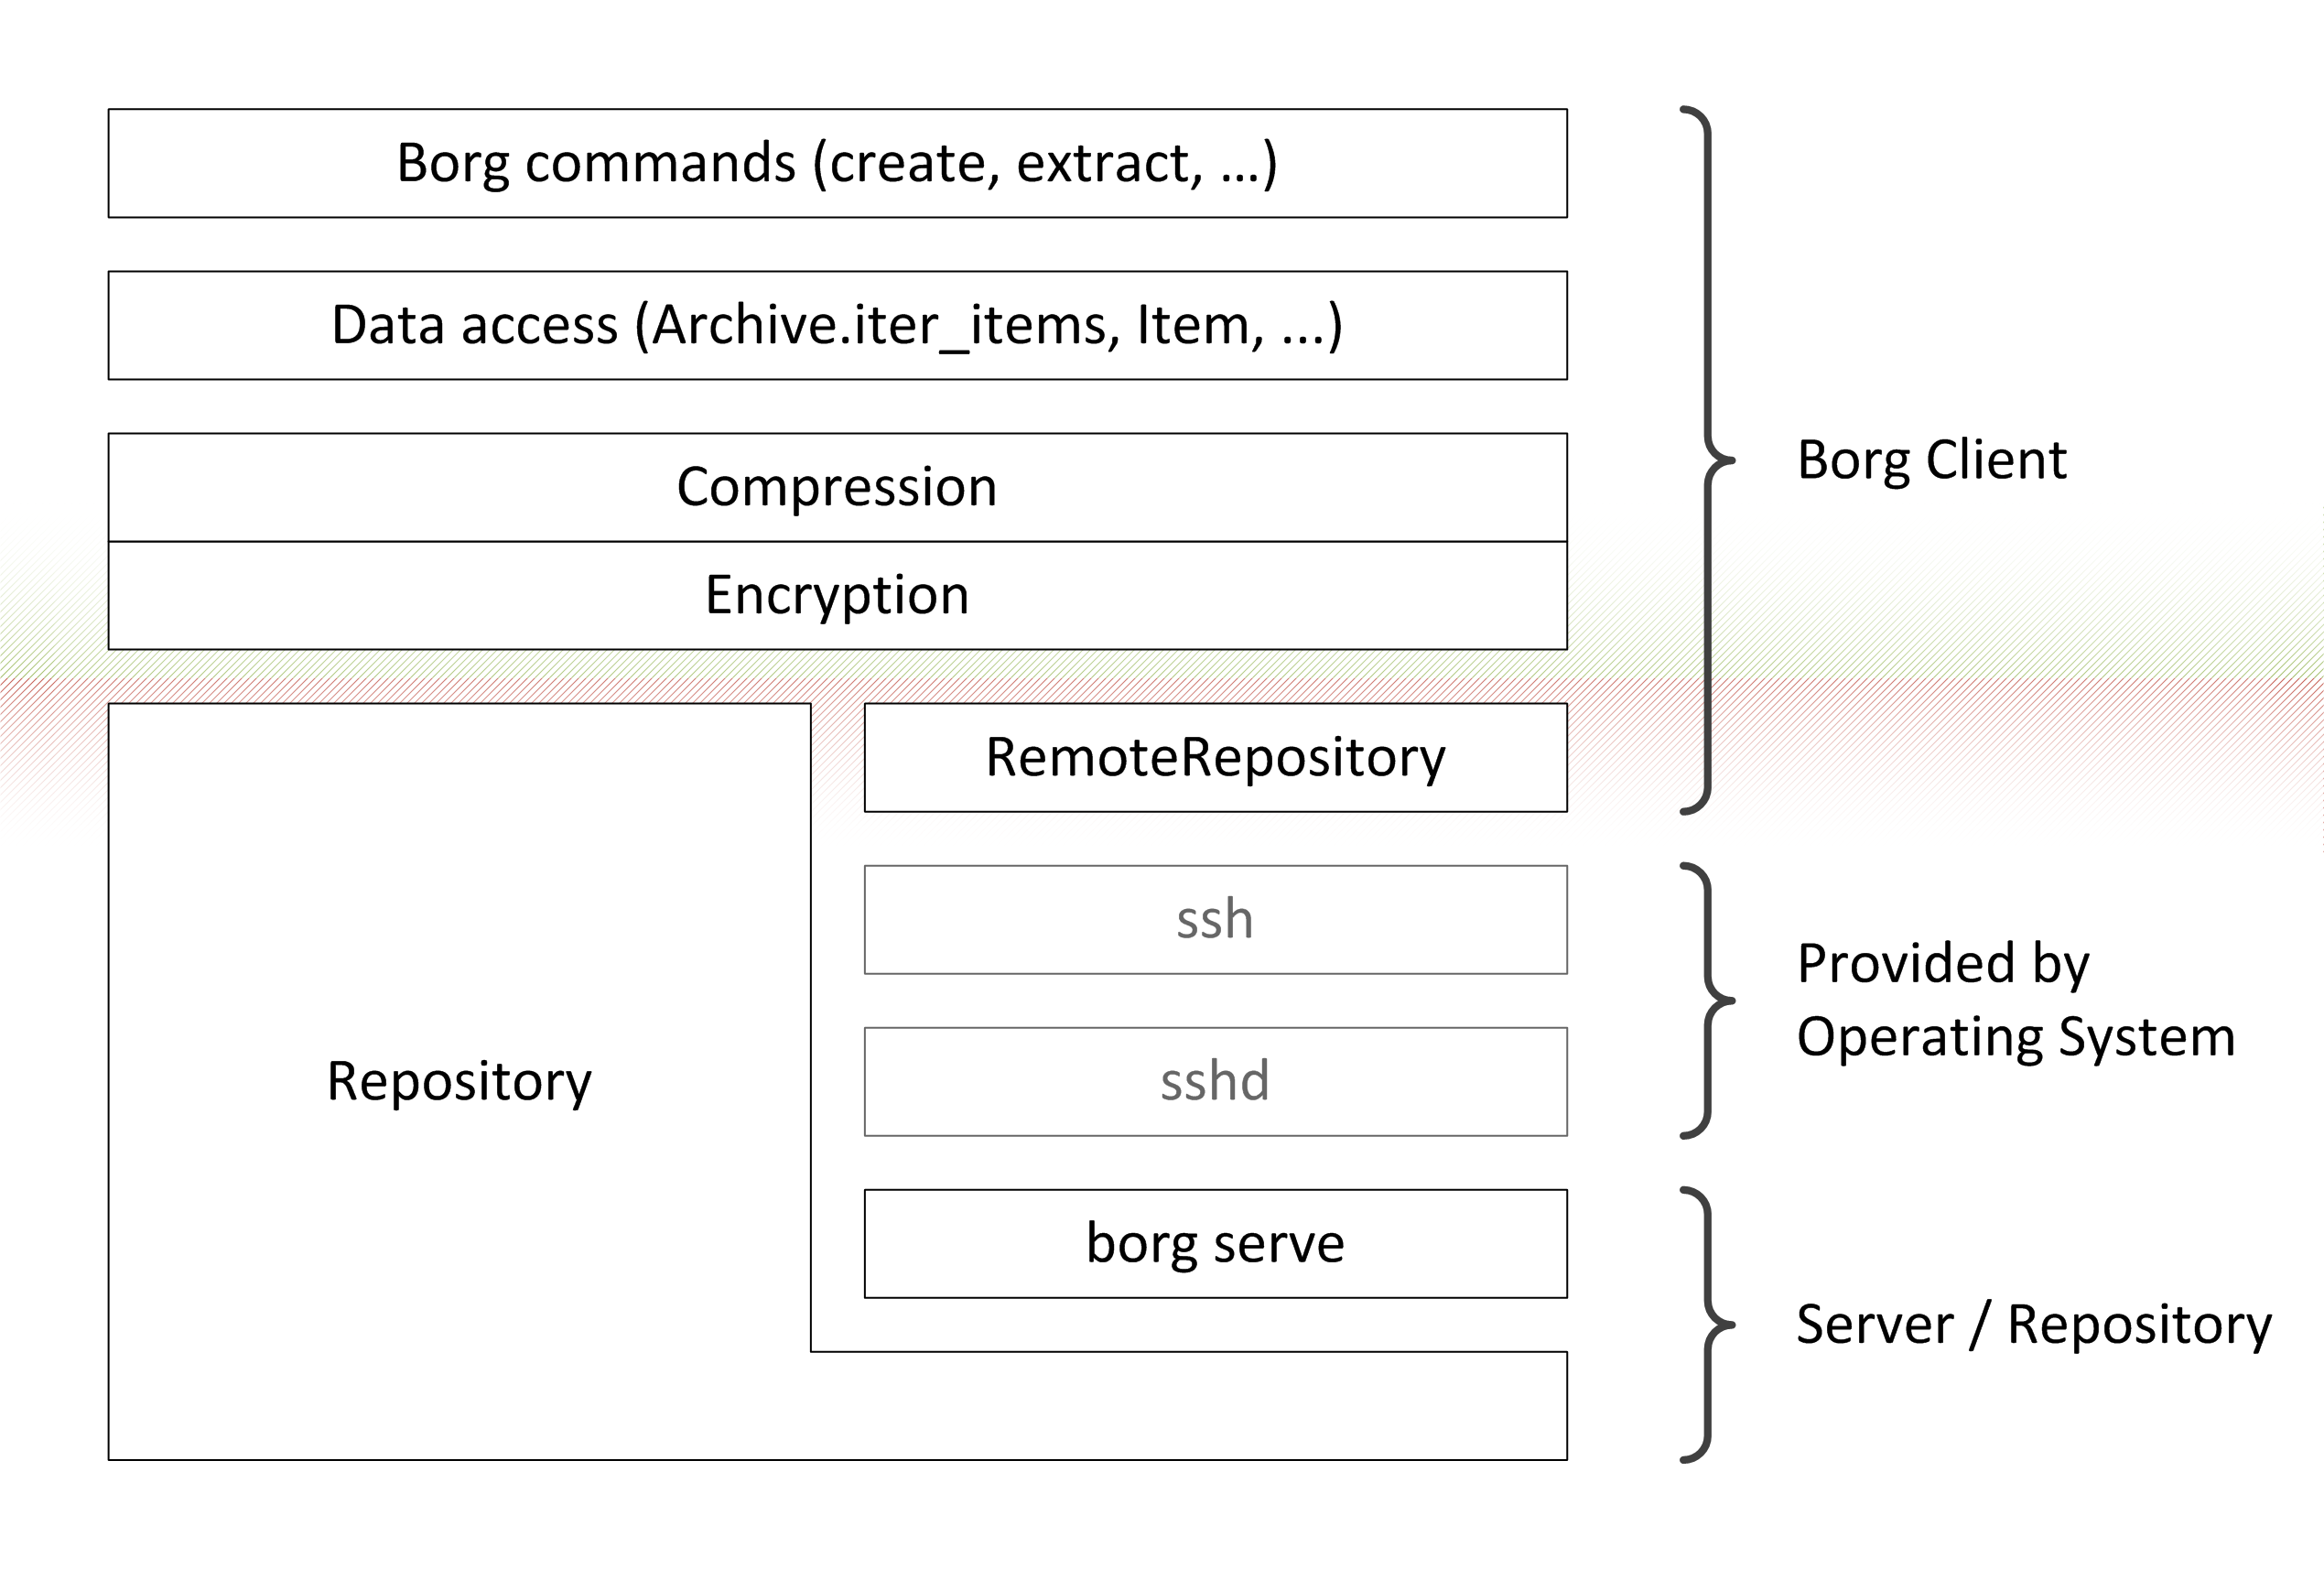 Borg commands (create, extract, ...)
Data access (Archive.iter_items, Item, ...)
Compression
Encryption
Borg Client
RemoteRepository
ssh
sshd
Provided by
Operating System
Repository
borg serve
Server / Repository